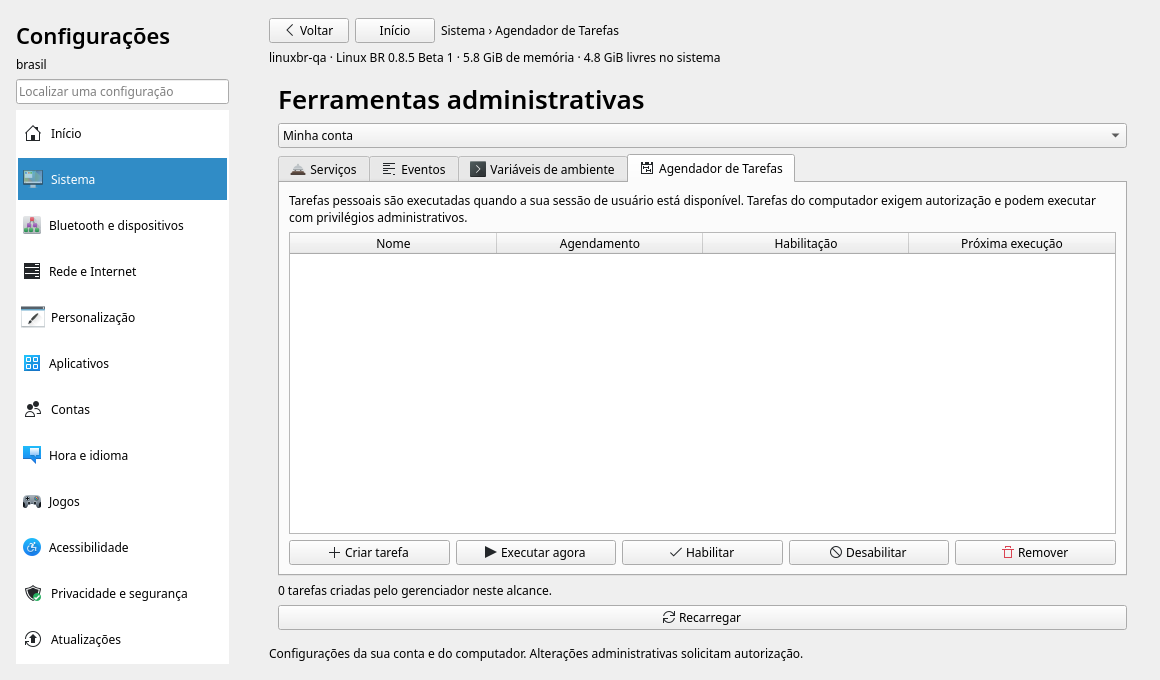 Configurações
brasil
Localizar uma configuração
Início
Sistema
Bluetooth e dispositivos
Rede e Internet
Personalização
Aplicativos
Contas
Hora e idioma
Jogos
Acessibilidade
Privacidade e segurança
Atualizações
Voltar Início Sistema › Agendador de Tarefas
linuxbr-qa · Linux BR 0.8.5 Beta 1 · 5.8 GiB de memória · 4.8 GiB livres no sistema
Ferramentas administrativas
Minha conta
Serviços Eventos Variáveis de ambiente Agendador de Tarefas
Tarefas pessoais são executadas quando a sua sessão de usuário está disponível. Tarefas do computador exigem autorização e podem executar
com privilégios administrativos.
Nome Agendamento Habilitação Próxima execução
Criar tarefa Executar agora Habilitar Desabilitar Remover
0 tarefas criadas pelo gerenciador neste alcance.
Recarregar
Configurações da sua conta e do computador. Alterações administrativas solicitam autorização.